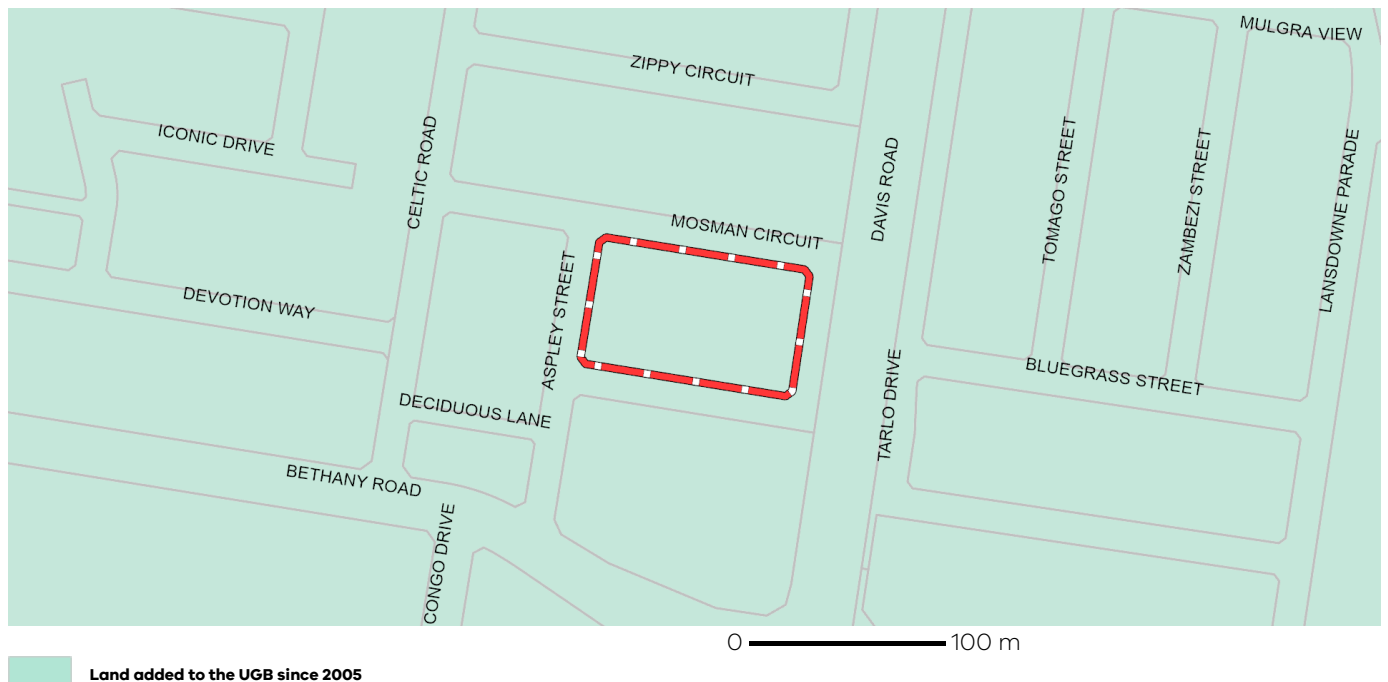 MULGRA VIEW
ZIPPY CIRCUIT
ICONIC DRIVE
CELTIC ROAD
DAVIS ROAD
TOMAGO STREET
ZAMBEZI STREET
LANSDOWNE PARADE
MOSMAN CIRCUIT
ASPLEY STREET
DEVOTION WAY
BLUEGRASS STREET
TARLO DRIVE
DECIDUOUS LANE
BETHANY ROAD
CONGO DRIVE
0 100 m
Land added to the UGB since 2005